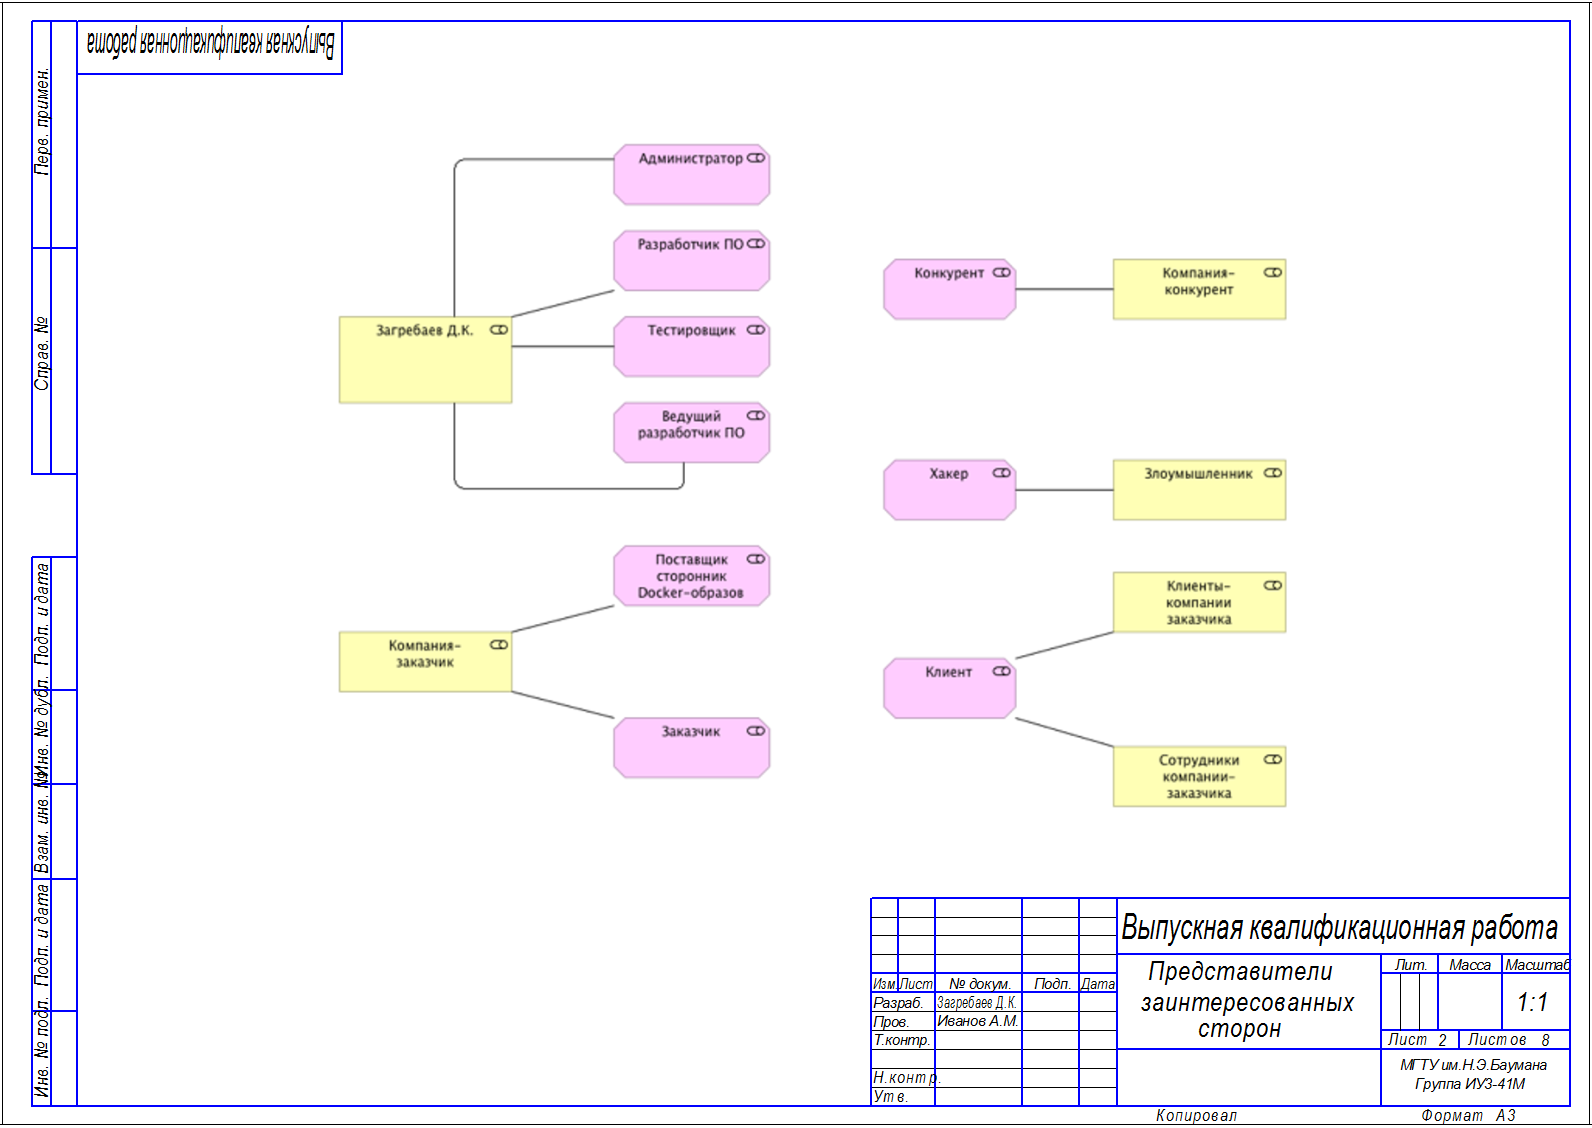 Выпускная квалификационная работа
Перв. примен.
Справ. №
Подп. и дата
Инв. № дубл.
Взам. инв. №
Подп. и дата
Инв. № подл.
Администратор
Разработчик ПО
Загребаев Д.К.
Тестировщик
Ведущий
разработчик ПО
Поставщик
сторонник
Docker-образов
Компания-
заказчик
Заказчик
Конкурент
Компания-
конкурент
Хакер
Злоумышленник
Клиенты-
компании
заказчика
Клиент
Сотрудники
компании-
заказчика
Выпускная квалификационная работа
Представители
заинтересованных
сторон
Лит. Масса Масштаб
1:1
Лист 2 Листов 8
МГТУ им.Н.Э.Баумана
Группа ИУ3-41М
Изм. Лист № докум. Подп. Дата
Разраб. Загребаев Д.К.
Пров. Иванов А.М.
Т.контр.
Н.контр.
Утв.
Копировал Формат А3